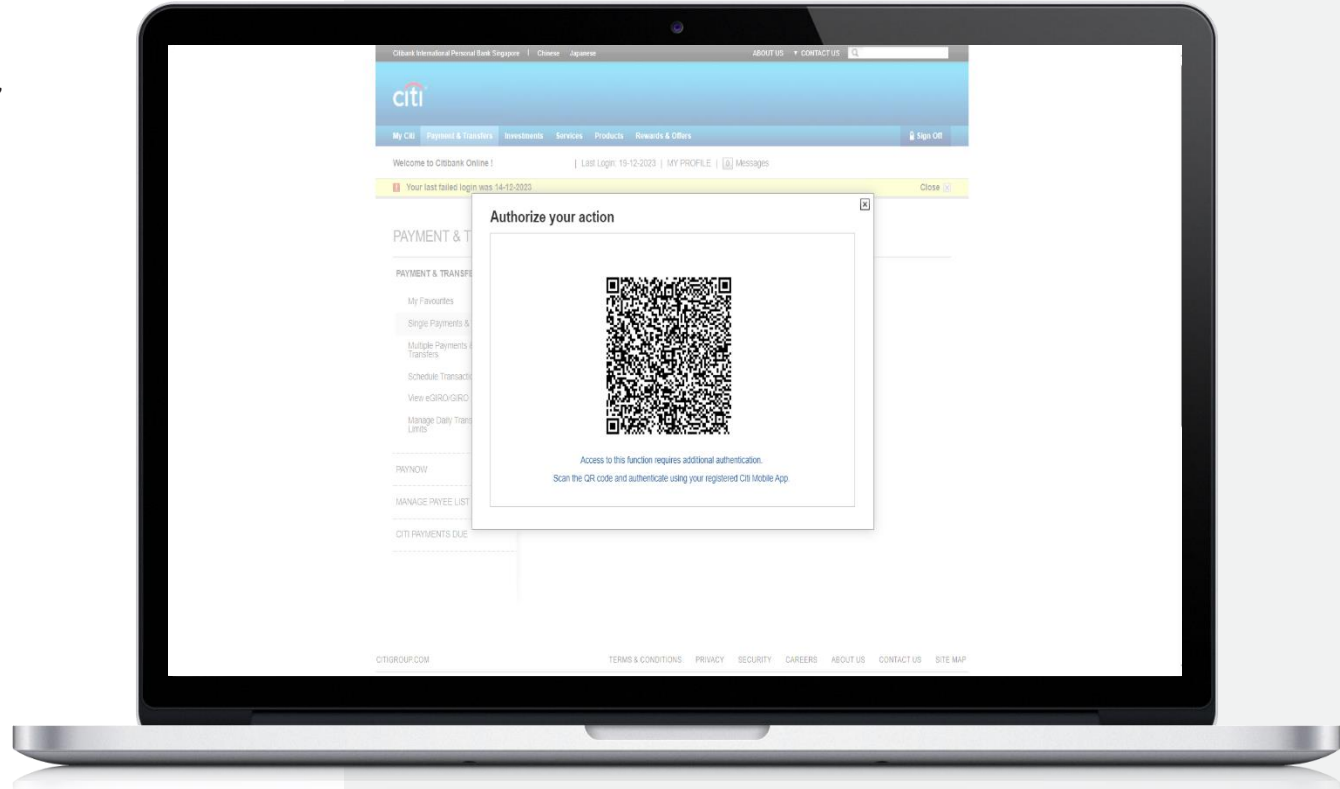 Citibank International Personal Bank Singapore | Chinese Japanese ABOUT US ▼ CONTACT US
citi
My Citi Payment & Transfers Investments Services Products Rewards & Offers Sign Off
Welcome to Citibank Online ! | Last Login: 19-12-2023 | MY PROFILE | Messages
Your last failed login was 14-12-2023 Close
Authorize your action
PAYMENT & T
PAYMENT & TRANSFE
My Favourites
Single Payments &
Multiple Payments &
Transfers
Schedule Transacti
View eGIRO/GIRO
Manage Daily Trans
Limits
Access to this function requires additional authentication.
Scan the QR code and authenticate using your registered Citi Mobile App
PAYNOW
MANAGE PAYEE LIST
CITI PAYMENTS DUE
CITIGROUP.COM TERMS & CONDITIONS PRIVACY SECURITY CAREERS ABOUT US CONTACT US SITE MAP